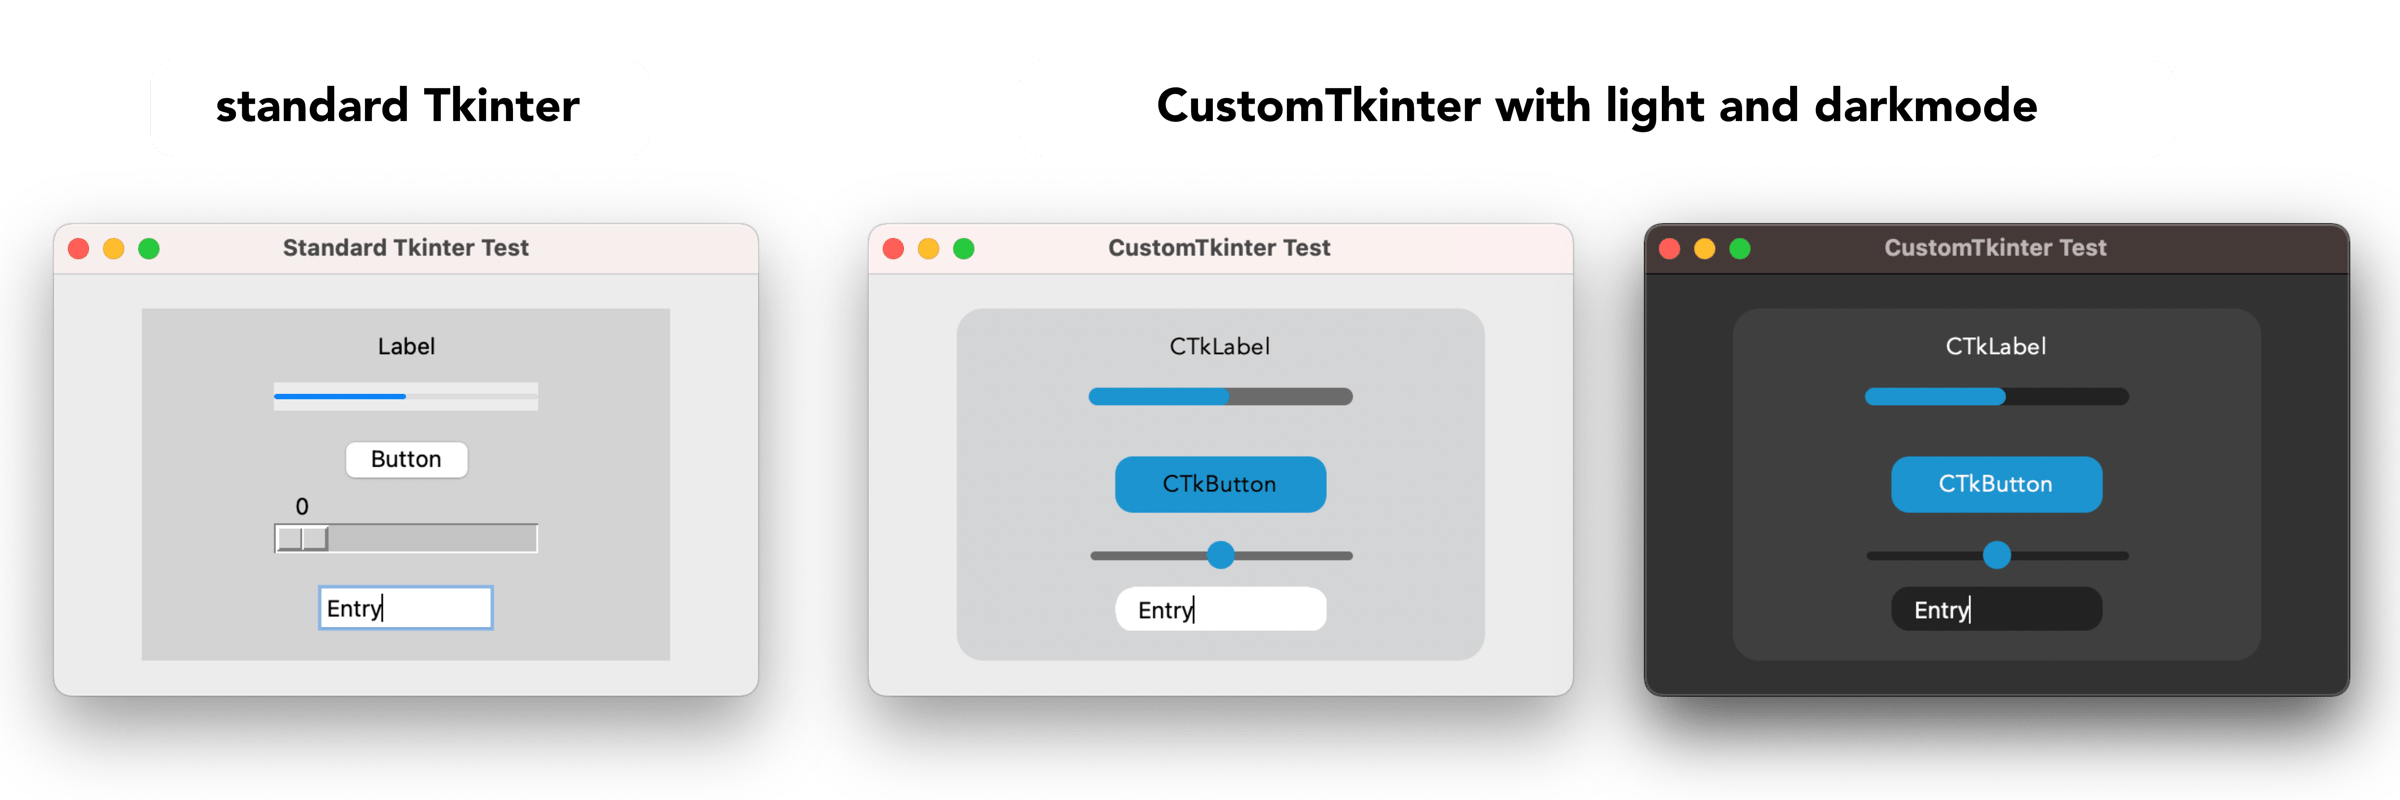 standard Tkinter
CustomTkinter with light and darkmode
Standard Tkinter Test
Label
Button
0
Entry
CustomTkinter Test
CTkLabel
CTkButton
Entry
CustomTkinter Test
CTkLabel
CTkButton
Entry